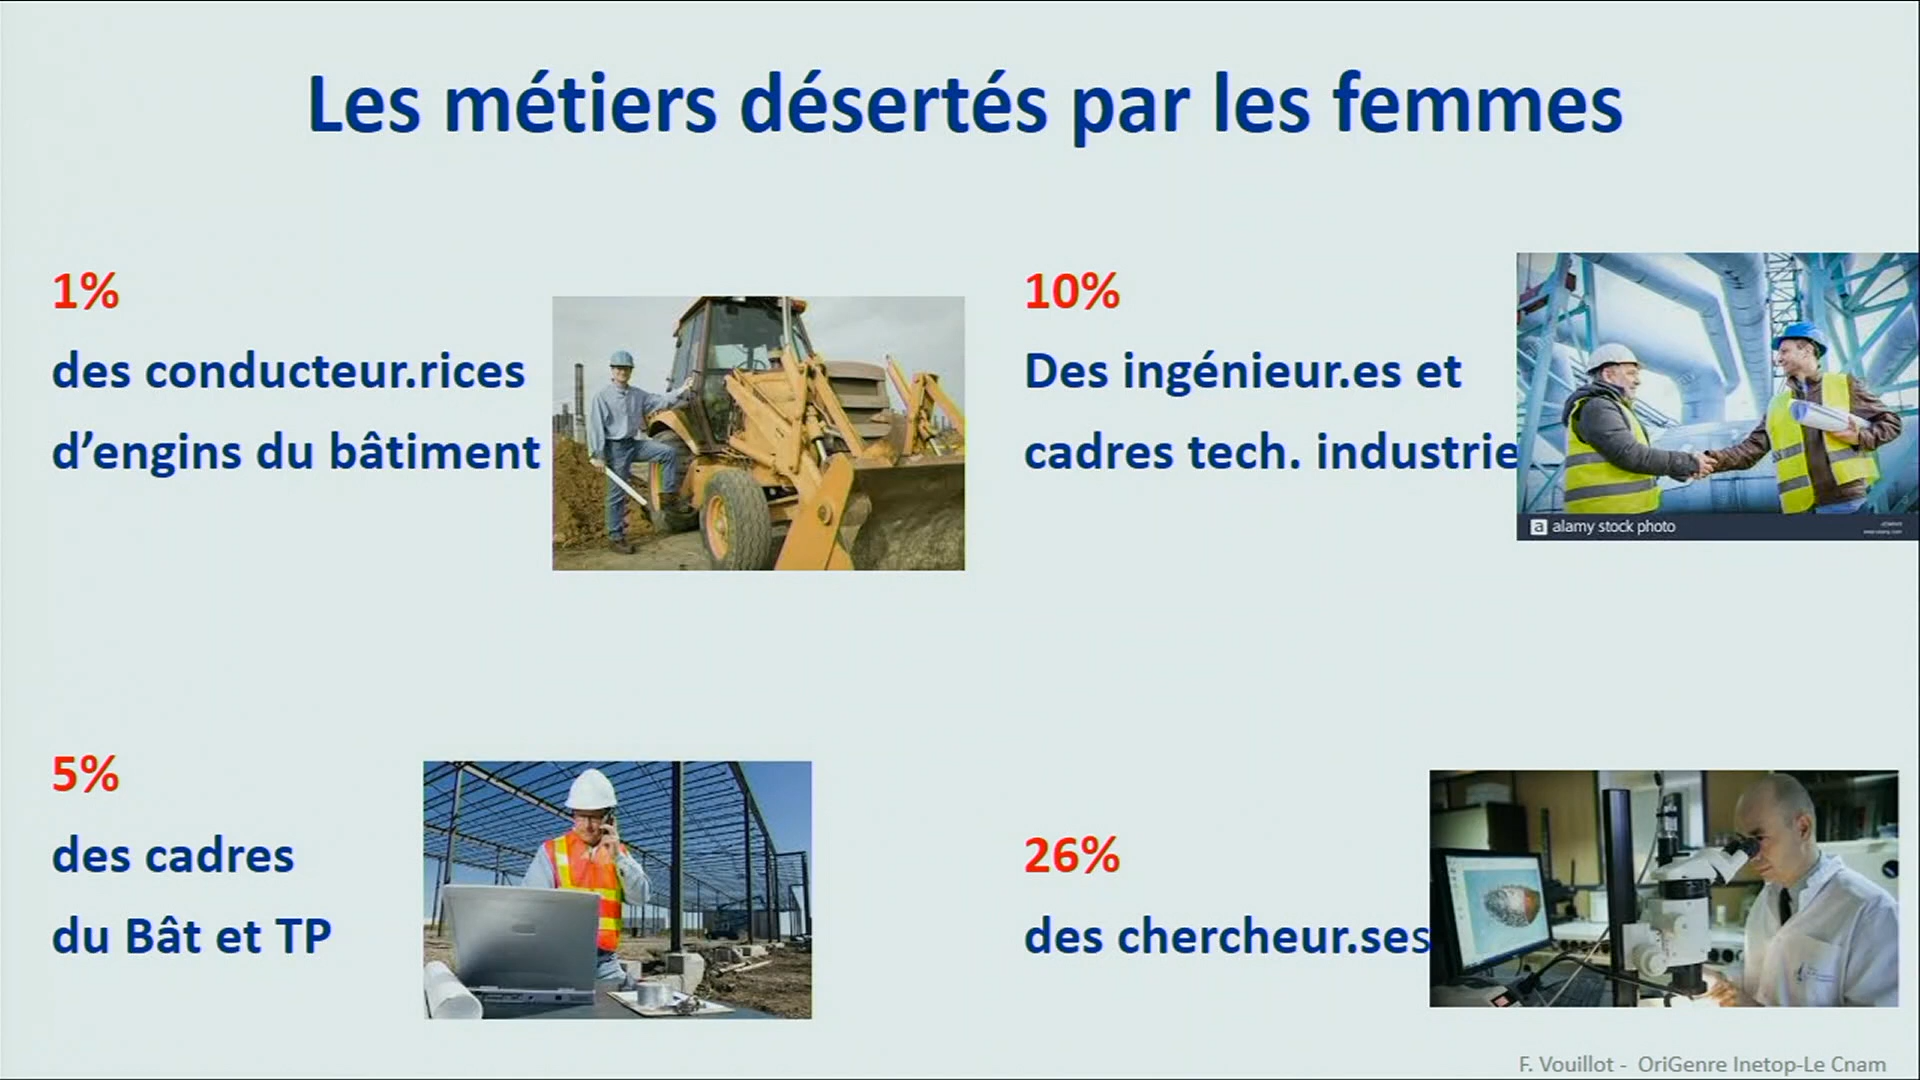 Les métiers désertés par les femmes
1%
des conducteur.rices
d’engins du bâtiment
10%
Des ingénieur.es et
cadres tech. industrie
a alamy stock photo
5%
des cadres
du Bât et TP
26%
des chercheur.ses
F. Vouillot - OriGenre Inetop-Le Cnam